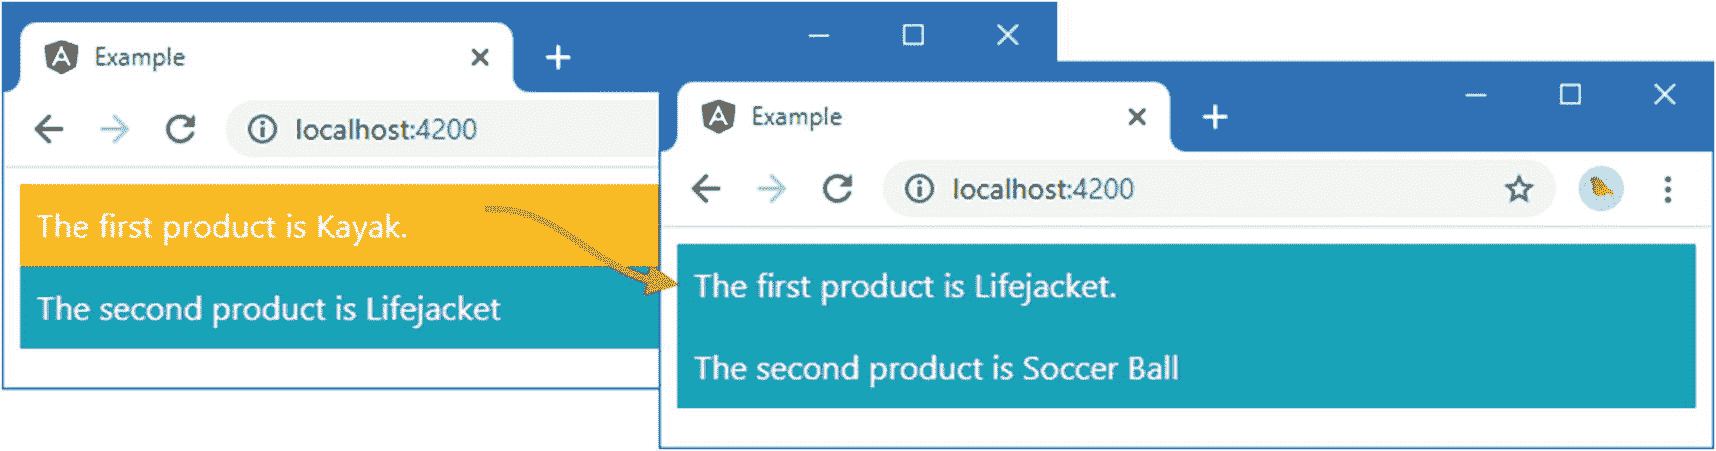 Example
localhost:4200
The first product is Kayak.
The second product is Lifejacket
Example
localhost:4200
The first product is Lifejacket.
The second product is Soccer Ball